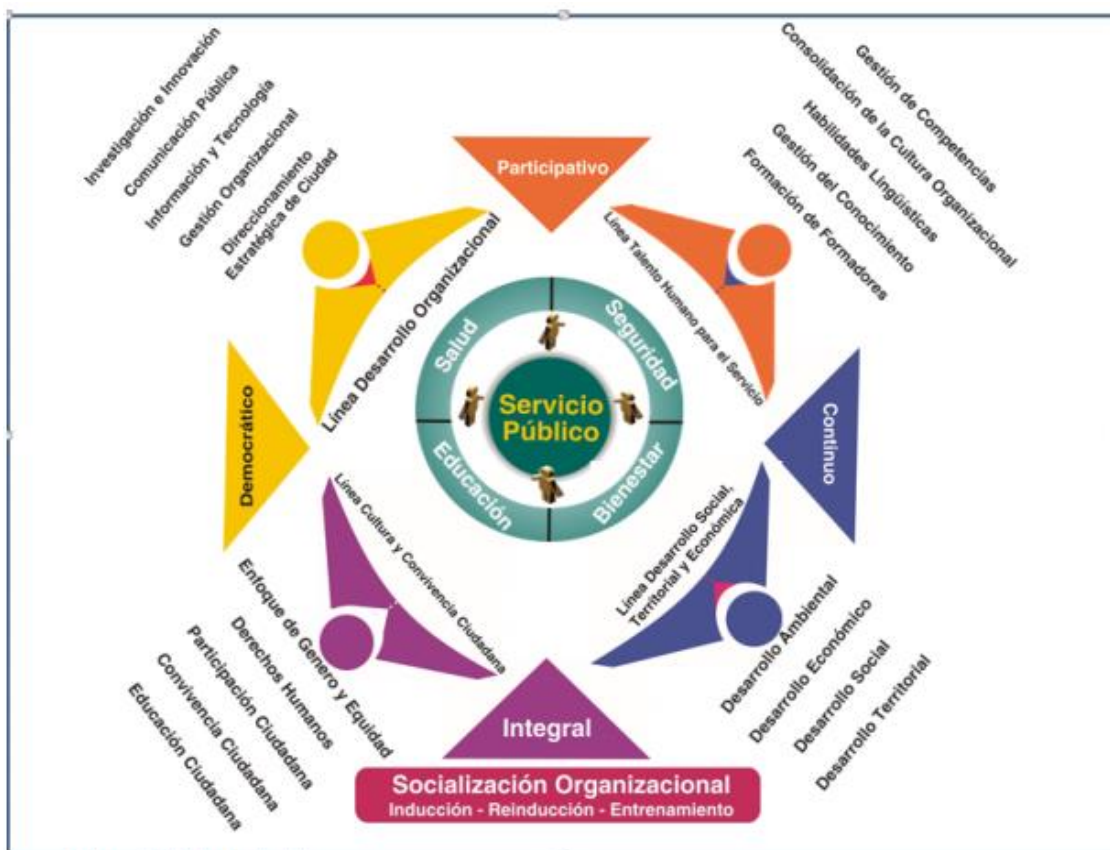 Investigación e Innovación
Comunicación Pública
Información y Tecnología
Gestión Organizacional
Direccionamiento
Estratégica de Ciudad
Gestión de Competencias
Consolidación de la Cultura Organizacional
Habilidades Lingüísticas
Gestión del Conocimiento
Formación de Formadores
Participativo
Línea Desarrollo Organizacional
Línea Talento Humano para el Servicio
Salud
Seguridad
Servicio
Público
Educación
Bienestar
Democrático
Contínuo
Línea Cultura y Convivencia Ciudadana
Línea Desarrollo Social,
Territorial y Económica
Enfoque de Genero y Equidad
Derechos Humanos
Participación Ciudadana
Convivencia Ciudadana
Educación Ciudadana
Desarrollo Ambiental
Desarrollo Económico
Desarrollo Social
Desarrollo Territorial
Integral
Socialización Organizacional
Inducción - Reinducción - Entrenamiento